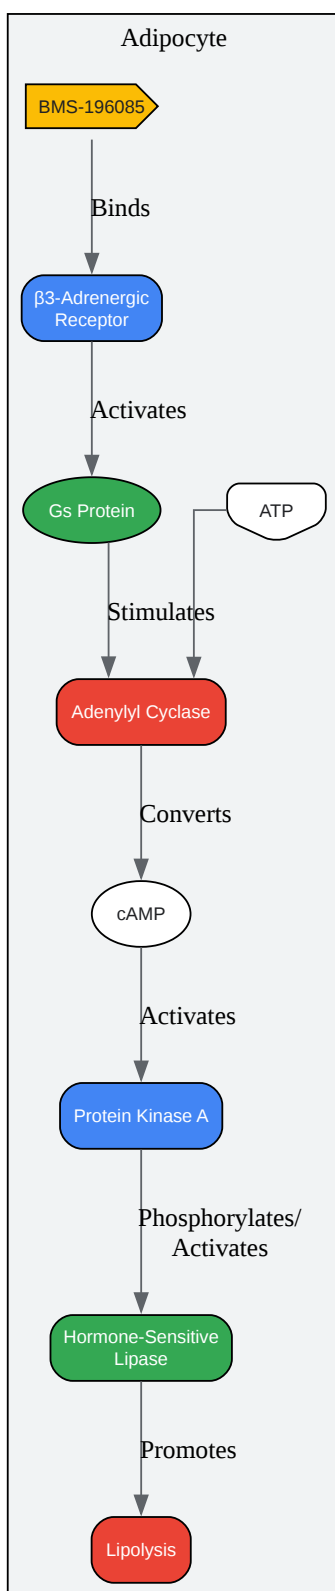 Adipocyte
BMS-196085
Binds
β3-Adrenergic
Receptor
Activates
Gs Protein
ATP
Stimulates
Adenylyl Cyclase
Converts
cAMP
Activates
Protein Kinase A
Phosphorylates/
Activates
Hormone-Sensitive
Lipase
Promotes
Lipolysis